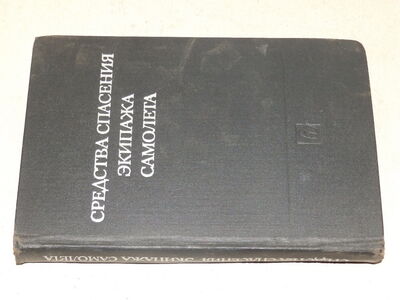 СРЕДСТВА СПАСЕНИЯ
ЭКИПАЖА
САМОЛЕТА
СРЕДСТВА СПАСЕНИЯ ЭКИПАЖА САМОЛЕТА